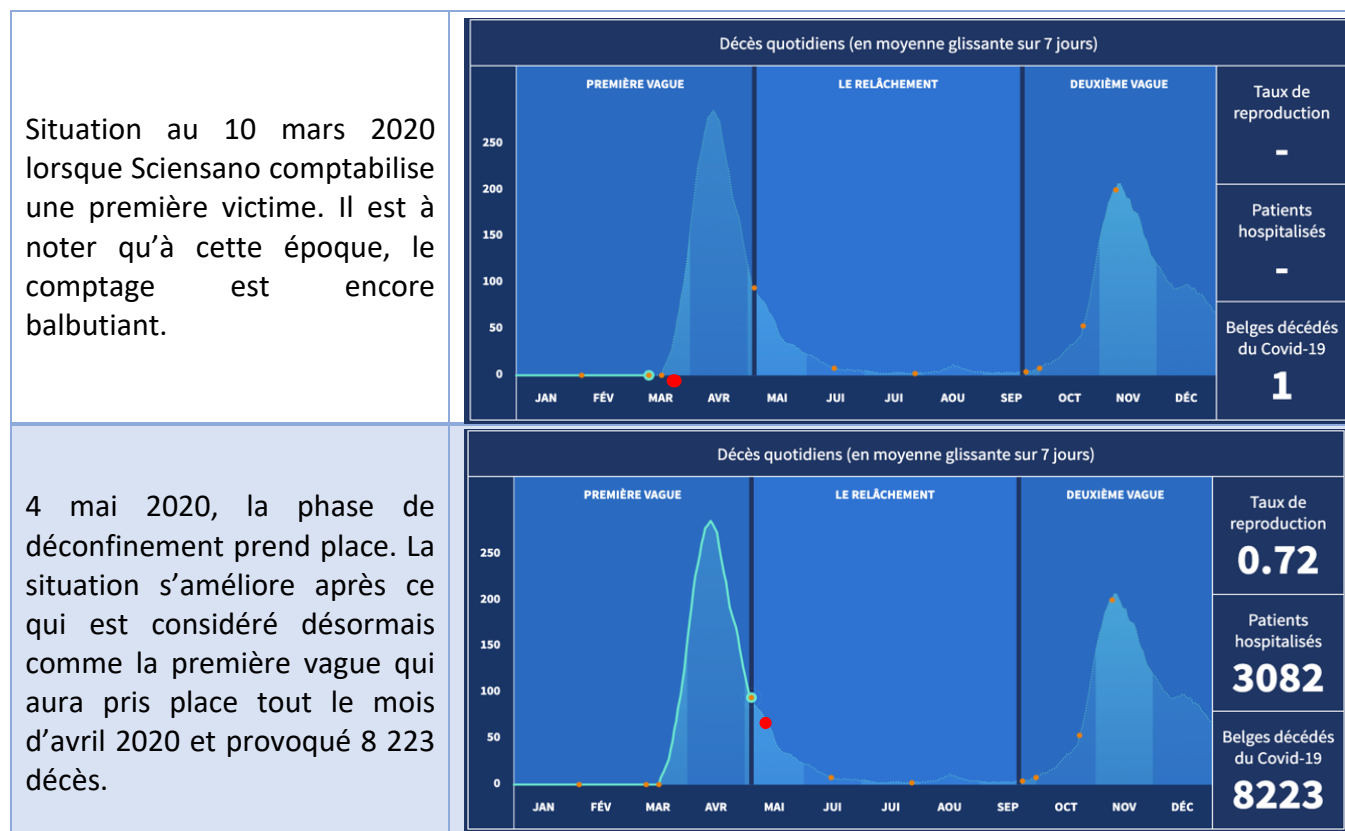 Situation au 10 mars 2020
lorsque Sciensano comptabilise
une première victime. Il est à
noter qu’à cette époque, le
comptage est encore
balbutiant.
Décès quotidiens (en moyenne glissante sur 7 jours)
PREMIÈRE VAGUE LE RELÂCHEMENT DEUXIÈME VAGUE
250
200
150
100
50
0
JAN FÉV MAR AVR MAI JUI JUI AOU SEP OCT NOV DÉC
Taux de
reproduction
-
Patients
hospitalisés
-
Belges décédés
du Covid-19
1
4 mai 2020, la phase de
déconfinement prend place. La
situation s’améliore après ce
qui est considéré désormais
comme la première vague qui
aura pris place tout le mois
d’avril 2020 et provoqué 8 223
décès.
Décès quotidiens (en moyenne glissante sur 7 jours)
PREMIÈRE VAGUE LE RELÂCHEMENT DEUXIÈME VAGUE
250
200
150
100
50
0
JAN FÉV MAR AVR MAI JUI JUI AOU SEP OCT NOV DÉC
Taux de
reproduction
0.72
Patients
hospitalisés
3082
Belges décédés
du Covid-19
8223